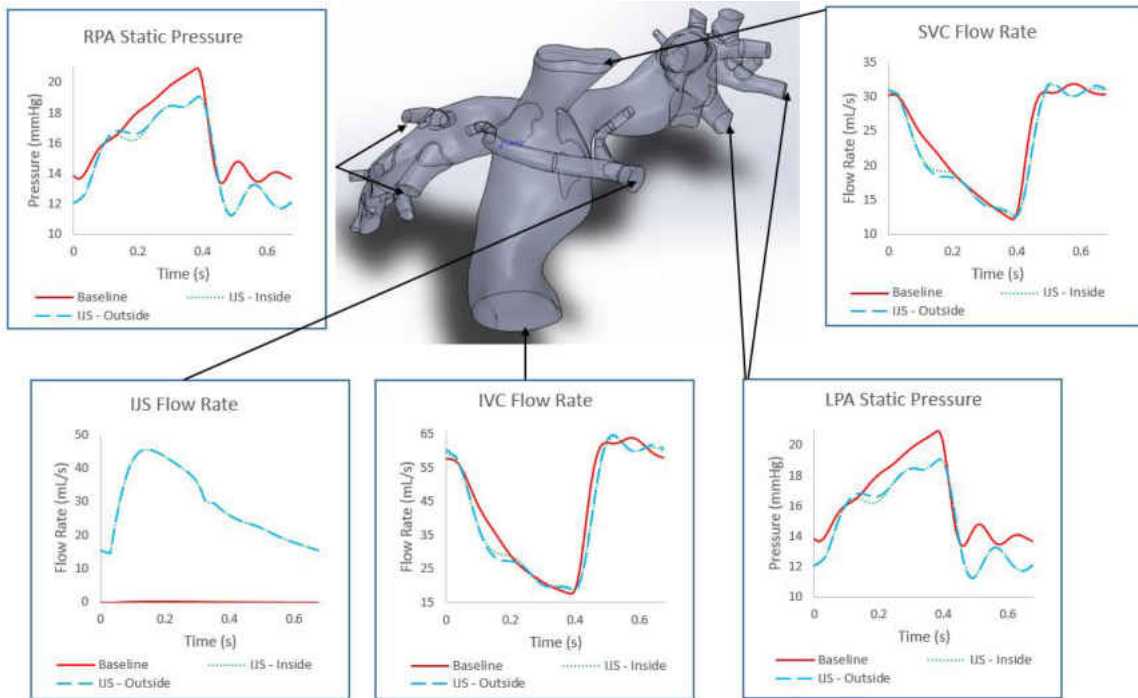 RPA Static Pressure
Pressure (mmHg)
20
18
16
14
12
10
0
0.2
0.4
0.6
Time (s)
Baseline
IJS - Inside
IJS - Outside
SVC Flow Rate
Flow Rate (mL/s)
35
30
25
20
15
10
0
0.2
0.4
0.6
Time (s)
Baseline
IJS - Inside
IJS - Outside
IJS Flow Rate
Flow Rate (mL/s)
50
40
30
20
10
0
0
0.2
0.4
0.6
Time (s)
Baseline
IJS - Inside
IJS - Outside
IVC Flow Rate
Flow Rate (mL/s)
65
55
45
35
25
15
0
0.2
0.4
0.6
Time (s)
Baseline
IJS - Inside
IJS - Outside
LPA Static Pressure
Pressure (mmHg)
20
18
16
14
12
10
0
0.2
0.4
0.6
Time (s)
Baseline
IJS - Inside
IJS - Outside